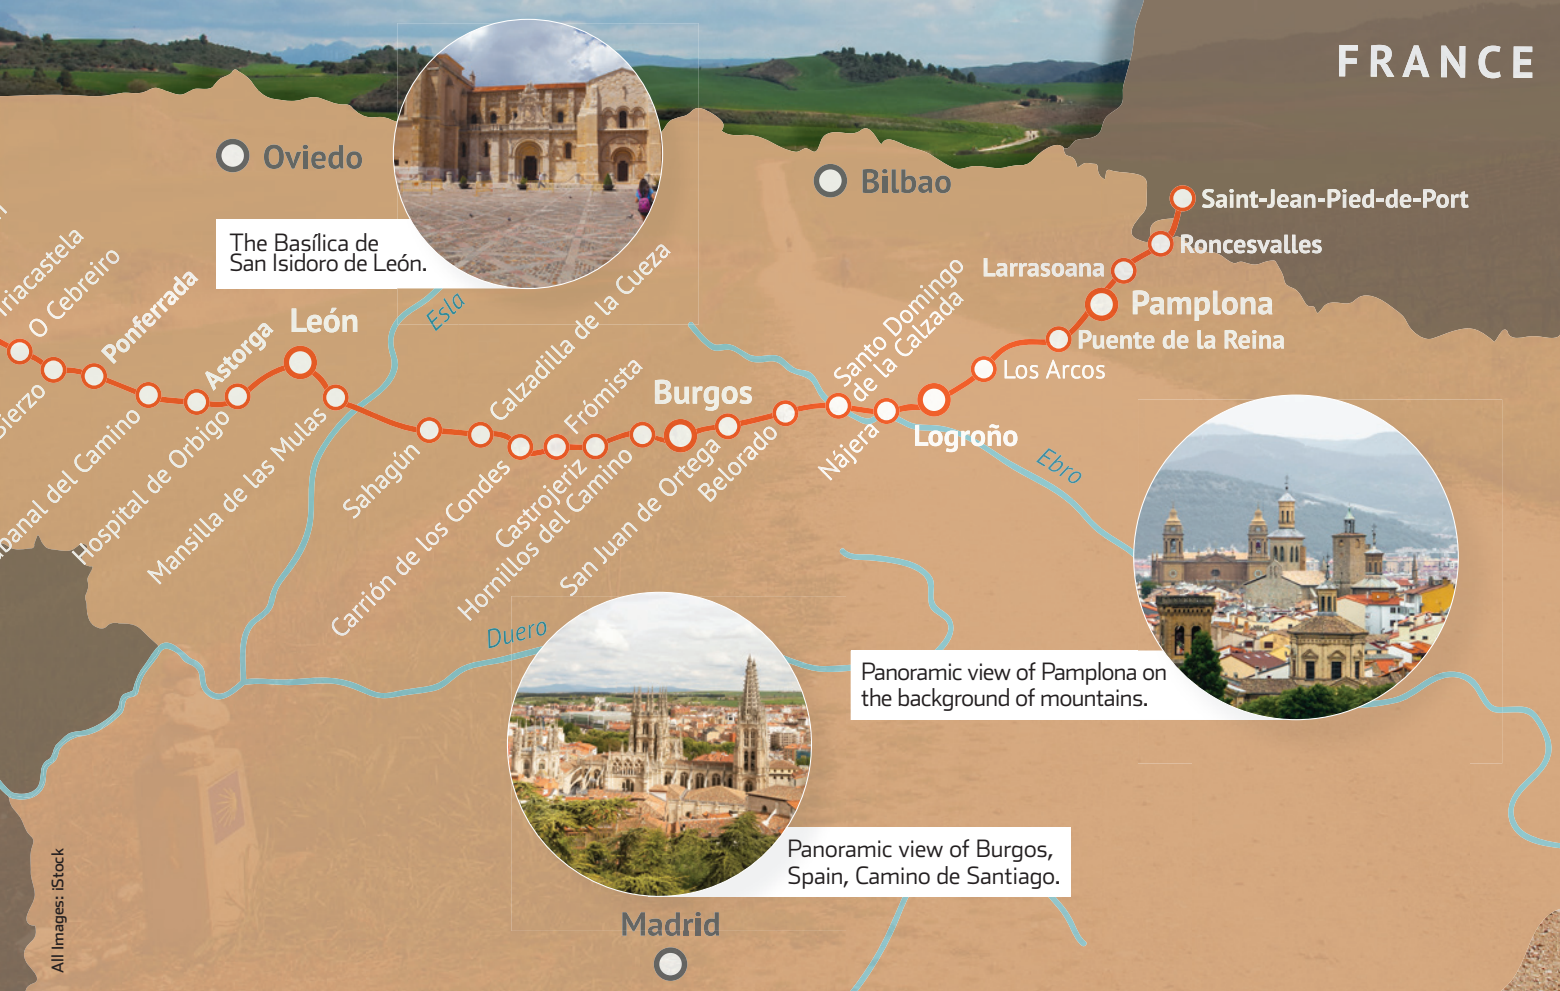 FRANCE
Oviedo
Bilbao
The Basílica de
San Isidoro de León.
Saint-Jean-Pied-de-Port
Roncesvalles
Larrasoana
Pamplona
Puente de la Reina
Los Arcos
Logroño
Nájera
Santo Domingo
de la Calzada
Belorado
San Juan de Ortega
Burgos
Hornillos del Camino
Castrojeriz
Frómista
Carrión de los Condes
Calzadilla de la Cueza
Sahagún
Mansilla de las Mulas
León
Hospital de Orbigo
Astorga
del Camino
Ponferrada
O Cebreiro
Esla
Ebro
Duero
Panoramic view of Pamplona on
the background of mountains.
Panoramic view of Burgos,
Spain, Camino de Santiago.
Madrid
All Images: iStock